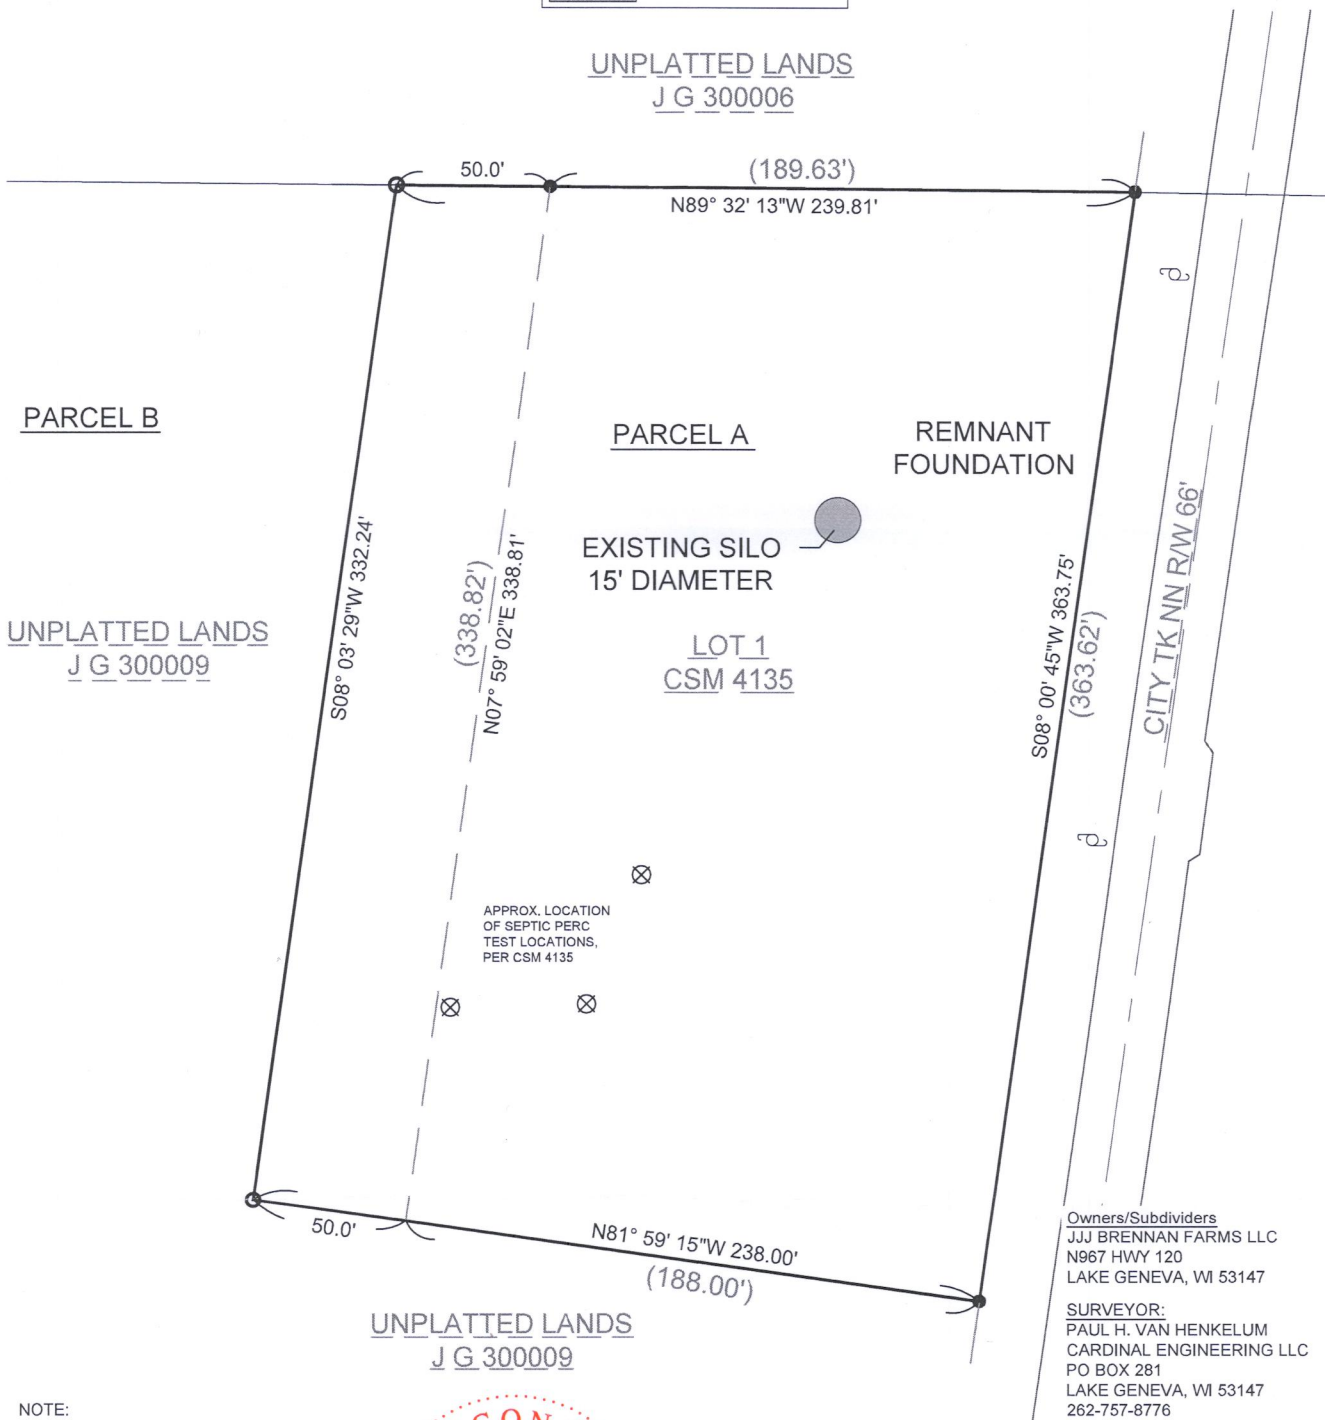 UNPLATTED LANDS
J G 300006
50.0'
(189.63')
N89° 32' 13"W 239.81'
PARCEL B
PARCEL A
REMNANT
FOUNDATION
EXISTING SILO
15' DIAMETER
LOT 1
CSM 4135
UNPLATTED LANDS
J G 300009
S08° 03' 29"W 332.24'
(338.82')
N07° 59' 02"E 338.81'
S08° 00' 45"W 363.75'
(363.62')
CITY TK NN R/W 66'
APPROX. LOCATION
OF SEPTIC PERC
TEST LOCATIONS,
PER CSM 4135
50.0'
N81° 59' 15"W 238.00'
(188.00')
UNPLATTED LANDS
J G 300009
Owners/Subdividers
JJJ BRENNAN FARMS LLC
N967 HWY 120
LAKE GENEVA, WI 53147
SURVEYOR:
PAUL H. VAN HENKELUM
CARDINAL ENGINEERING LLC
PO BOX 281
LAKE GENEVA, WI 53147
262-757-8776
NOTE: